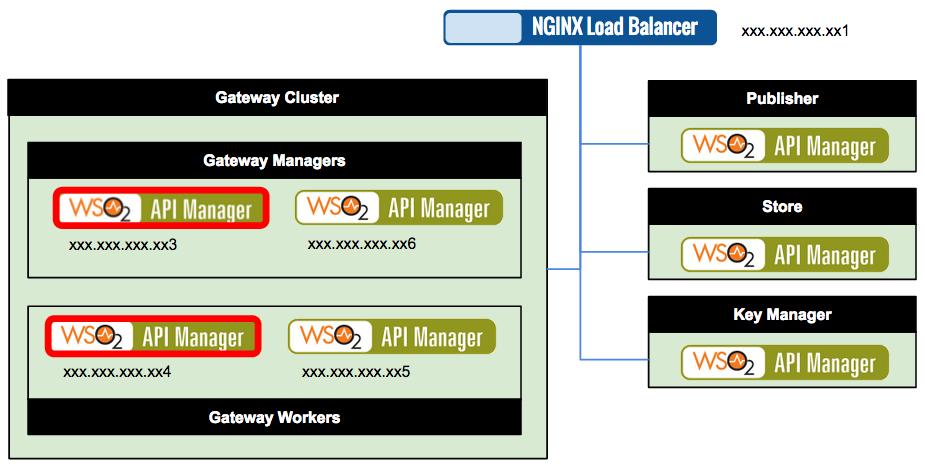 NGINX Load Balancer
xxx.xxx.xxx.xx1
Gateway Cluster
Gateway Managers
WSO2 API Manager
WSO2 API Manager
xxx.xxx.xxx.xx3
xxx.xxx.xxx.xx6
WSO2 API Manager
WSO2 API Manager
xxx.xxx.xxx.xx4
xxx.xxx.xxx.xx5
Gateway Workers
Publisher
WSO2 API Manager
Store
WSO2 API Manager
Key Manager
WSO2 API Manager